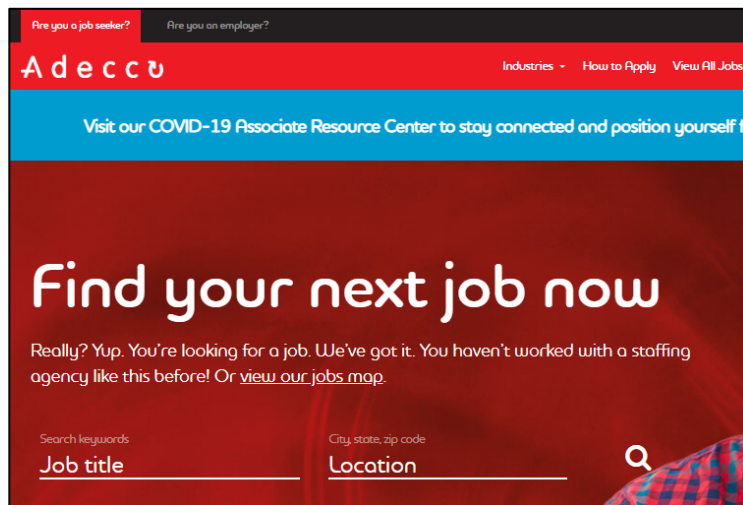 Are you a job seeker? Are you an employer?
Adecco
Industries How to Apply View All Jobs
Visit our COVID-19 Associate Resource Center to stay connected and position yourself
Find your next job now
Really? Yup. You're looking for a job. We've got it. You haven't worked with a staffing
agency like this before! Or view our jobs map.
Search keywords City, state, zip code
Job title Location